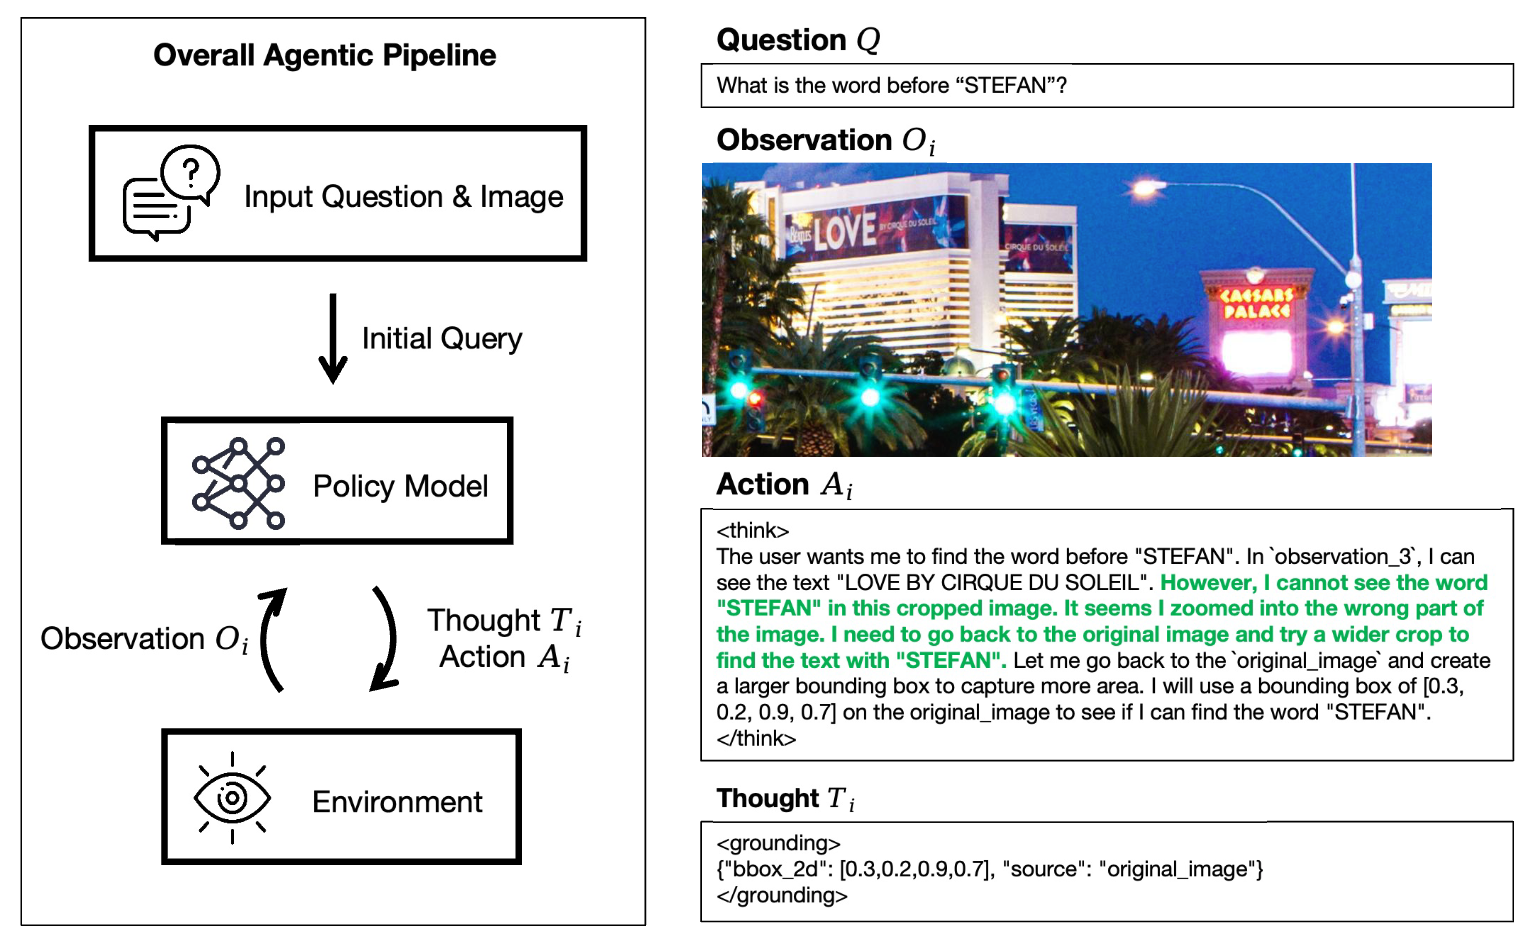 Overall Agentic Pipeline
Input Question & Image
Initial Query
Policy Model
Observation O_i
Thought T_i
Action A_i
Environment
Question Q
What is the word before “STEFAN”?
Observation O_i
BEATLES
LOVE
BY CIRQUE DU SOLEIL
CIRQUE DU SOLEIL
CAESARS
PALACE
ONLY
Action A_i
<think>
The user wants me to find the word before "STEFAN". In `observation_3`, I can
see the text "LOVE BY CIRQUE DU SOLEIL". However, I cannot see the word
"STEFAN" in this cropped image. It seems I zoomed into the wrong part of
the image. I need to go back to the original image and try a wider crop to
find the text with "STEFAN". Let me go back to the `original_image` and create
a larger bounding box to capture more area. I will use a bounding box of [0.3,
0.2, 0.9, 0.7] on the original_image to see if I can find the word "STEFAN".
</think>
Thought T_i
<grounding>
{"bbox_2d": [0.3,0.2,0.9,0.7], "source": "original_image"}
</grounding>